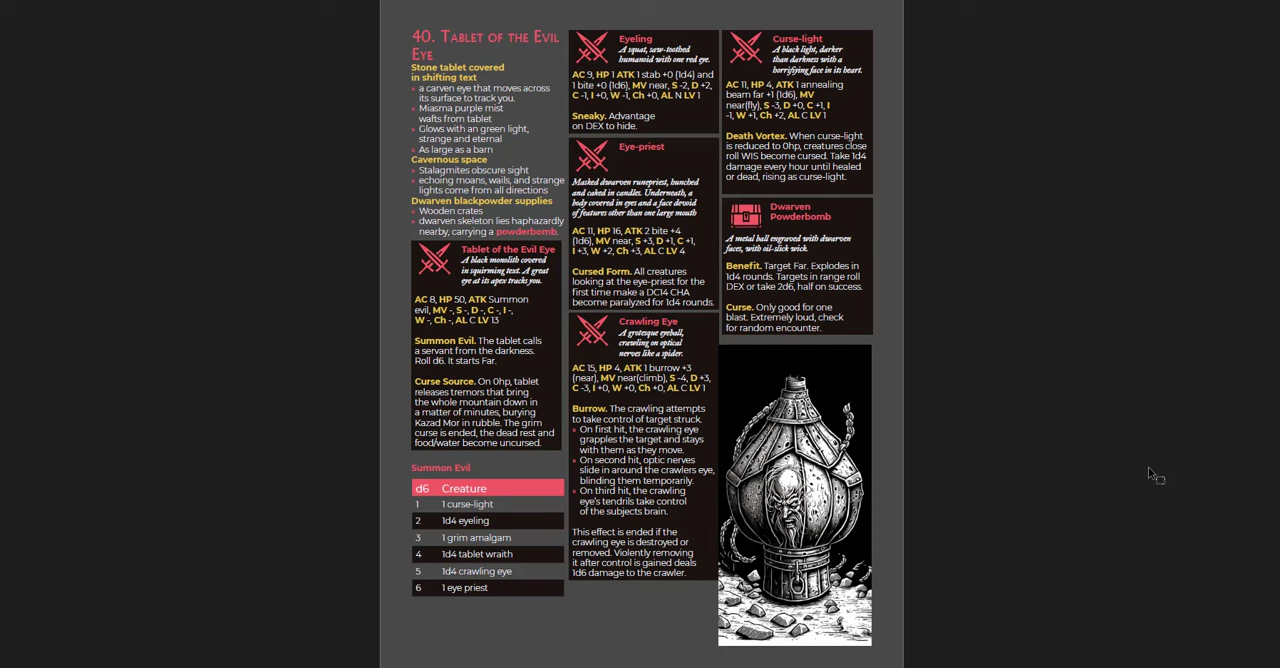 40. Tablet of the Evil
Eye
Stone tablet covered
in shifting text
» a carven eye that moves across
its surface to track you.
» Miasma purple mist
wafts from tablet
» Glows with an green light,
strange and eternal
» As large as a barn
Cavernous space
» Stalagmites obscure sight
» echoing moans, wails, and strange
lights come from all directions
Dwarven blackpowder supplies
» Wooden crates
» dwarven skeleton lies haphazardly
nearby, carrying a powderbomb.
Tablet of the Evil Eye
A black monolith covered
in squirming text. A great
eye at its apex tracks you.
AC 8, HP 50, ATK Summon
evil, MV -, S -, D -, C -, I -,
W -, Ch -, AL C LV 13
Summon Evil. The tablet calls
a servant from the darkness.
Roll d6. It starts Far.
Curse Source. On 0hp, tablet
releases tremors that bring
the whole mountain down in
a matter of minutes, burying
Kazad Mor in rubble. The grim
curse is ended, the dead rest and
food/water become uncursed.
Summon Evil
d6 Creature
1 1 curse-light
2 1d4 eyeling
3 1 grim amalgam
4 1d4 tablet wraith
5 1d4 crawling eye
6 1 eye priest
Eyeling
A squat, saw-toothed
humanoid with one red eye.
AC 9, HP 1 ATK 1 stab +0 (1d4) and
1 bite +0 (1d6), MV near, S -2, D +2,
C -1, I +0, W -1, Ch +0, AL N LV 1
Sneaky. Advantage
on DEX to hide.
Eye-priest
Masked dwarven runepriest, hunched
and caked in candles. Underneath, a
body covered in eyes and a face devoid
of features other than one large mouth
AC 11, HP 16, ATK 2 bite +4
(1d6), MV near, S +3, D +1, C +1,
I +3, W +2, Ch +3, AL C LV 4
Cursed Form. All creatures
looking at the eye-priest for the
first time make a DC14 CHA
become paralyzed for 1d4 rounds.
Crawling Eye
A grotesque eyeball,
crawling on optical
nerves like a spider.
AC 15, HP 4, ATK 1 burrow +3
(near), MV near(climb), S -4, D +3,
C -3, I +0, W +0, Ch +0, AL C LV 1
Burrow. The crawling attempts
to take control of target struck.
» On first hit, the crawling eye
grapples the target and stays
with them as they move.
» On second hit, optic nerves
slide in around the crawlers eye,
blinding them temporarily.
» On third hit, the crawling
eye's tendrils take control
of the subjects brain.
This effect is ended if the
crawling eye is destroyed or
removed. Violently removing
it after control is gained deals
1d6 damage to the crawler.
Curse-light
A black light, darker
than darkness with a
horrifying face in its heart.
AC 11, HP 4, ATK 1 annealing
beam far +1 (1d6), MV
near(fly), S -3, D +0, C +1, I
-1, W +1, Ch +2, AL C LV 1
Death Vortex. When curse-light
is reduced to 0hp, creatures close
roll WIS become cursed. Take 1d4
damage every hour until healed
or dead, rising as curse-light.
Dwarven
Powderbomb
A metal ball engraved with dwarven
faces, with oil-slick wick.
Benefit. Target Far. Explodes in
1d4 rounds. Targets in range roll
DEX or take 2d6, half on success.
Curse. Only good for one
blast. Extremely loud, check
for random encounter.